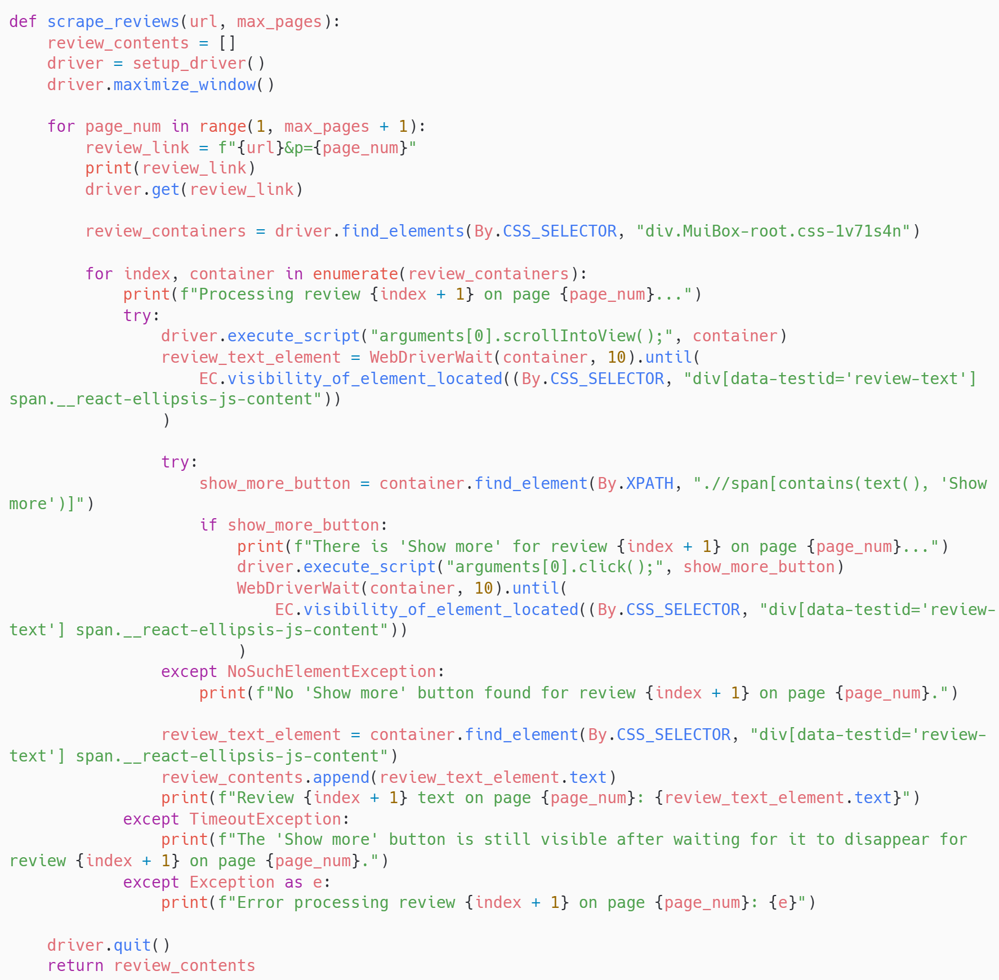 def scrape_reviews(url, max_pages):
    review_contents = []
    driver = setup_driver()
    driver.maximize_window()

    for page_num in range(1, max_pages + 1):
        review_link = f"{url}&p={page_num}"
        print(review_link)
        driver.get(review_link)

        review_containers = driver.find_elements(By.CSS_SELECTOR, "div.MuiBox-root.css-1v71s4n")

        for index, container in enumerate(review_containers):
            print(f"Processing review {index + 1} on page {page_num}...")
            try:
                driver.execute_script("arguments[0].scrollIntoView();", container)
                review_text_element = WebDriverWait(container, 10).until(
                    EC.visibility_of_element_located((By.CSS_SELECTOR, "div[data-testid='review-text']
span.__react-ellipsis-js-content"))
                )

                try:
                    show_more_button = container.find_element(By.XPATH, ".//span[contains(text(), 'Show
more')]")
                    if show_more_button:
                        print(f"There is 'Show more' for review {index + 1} on page {page_num}...")
                        driver.execute_script("arguments[0].click();", show_more_button)
                        WebDriverWait(container, 10).until(
                            EC.visibility_of_element_located((By.CSS_SELECTOR, "div[data-testid='review-
text'] span.__react-ellipsis-js-content"))
                        )
                except NoSuchElementException:
                    print(f"No 'Show more' button found for review {index + 1} on page {page_num}.")

                review_text_element = container.find_element(By.CSS_SELECTOR, "div[data-testid='review-
text'] span.__react-ellipsis-js-content")
                review_contents.append(review_text_element.text)
                print(f"Review {index + 1} text on page {page_num}: {review_text_element.text}")
            except TimeoutException:
                print(f"The 'Show more' button is still visible after waiting for it to disappear for
review {index + 1} on page {page_num}.")
            except Exception as e:
                print(f"Error processing review {index + 1} on page {page_num}: {e}")

    driver.quit()
    return review_contents